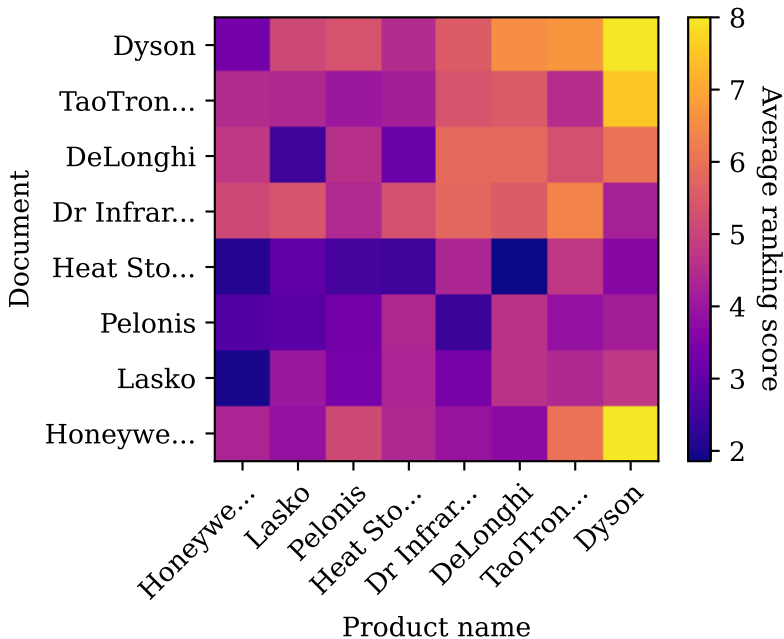 Document
Dyson
TaoTron...
DeLonghi
Dr Infrar...
Heat Sto...
Pelonis
Lasko
Honeywe...
Honeywe...
Lasko
Pelonis
Heat Sto...
Dr Infrar...
DeLonghi
TaoTron...
Dyson
Product name
8
7
6
5
4
3
2
Average ranking score